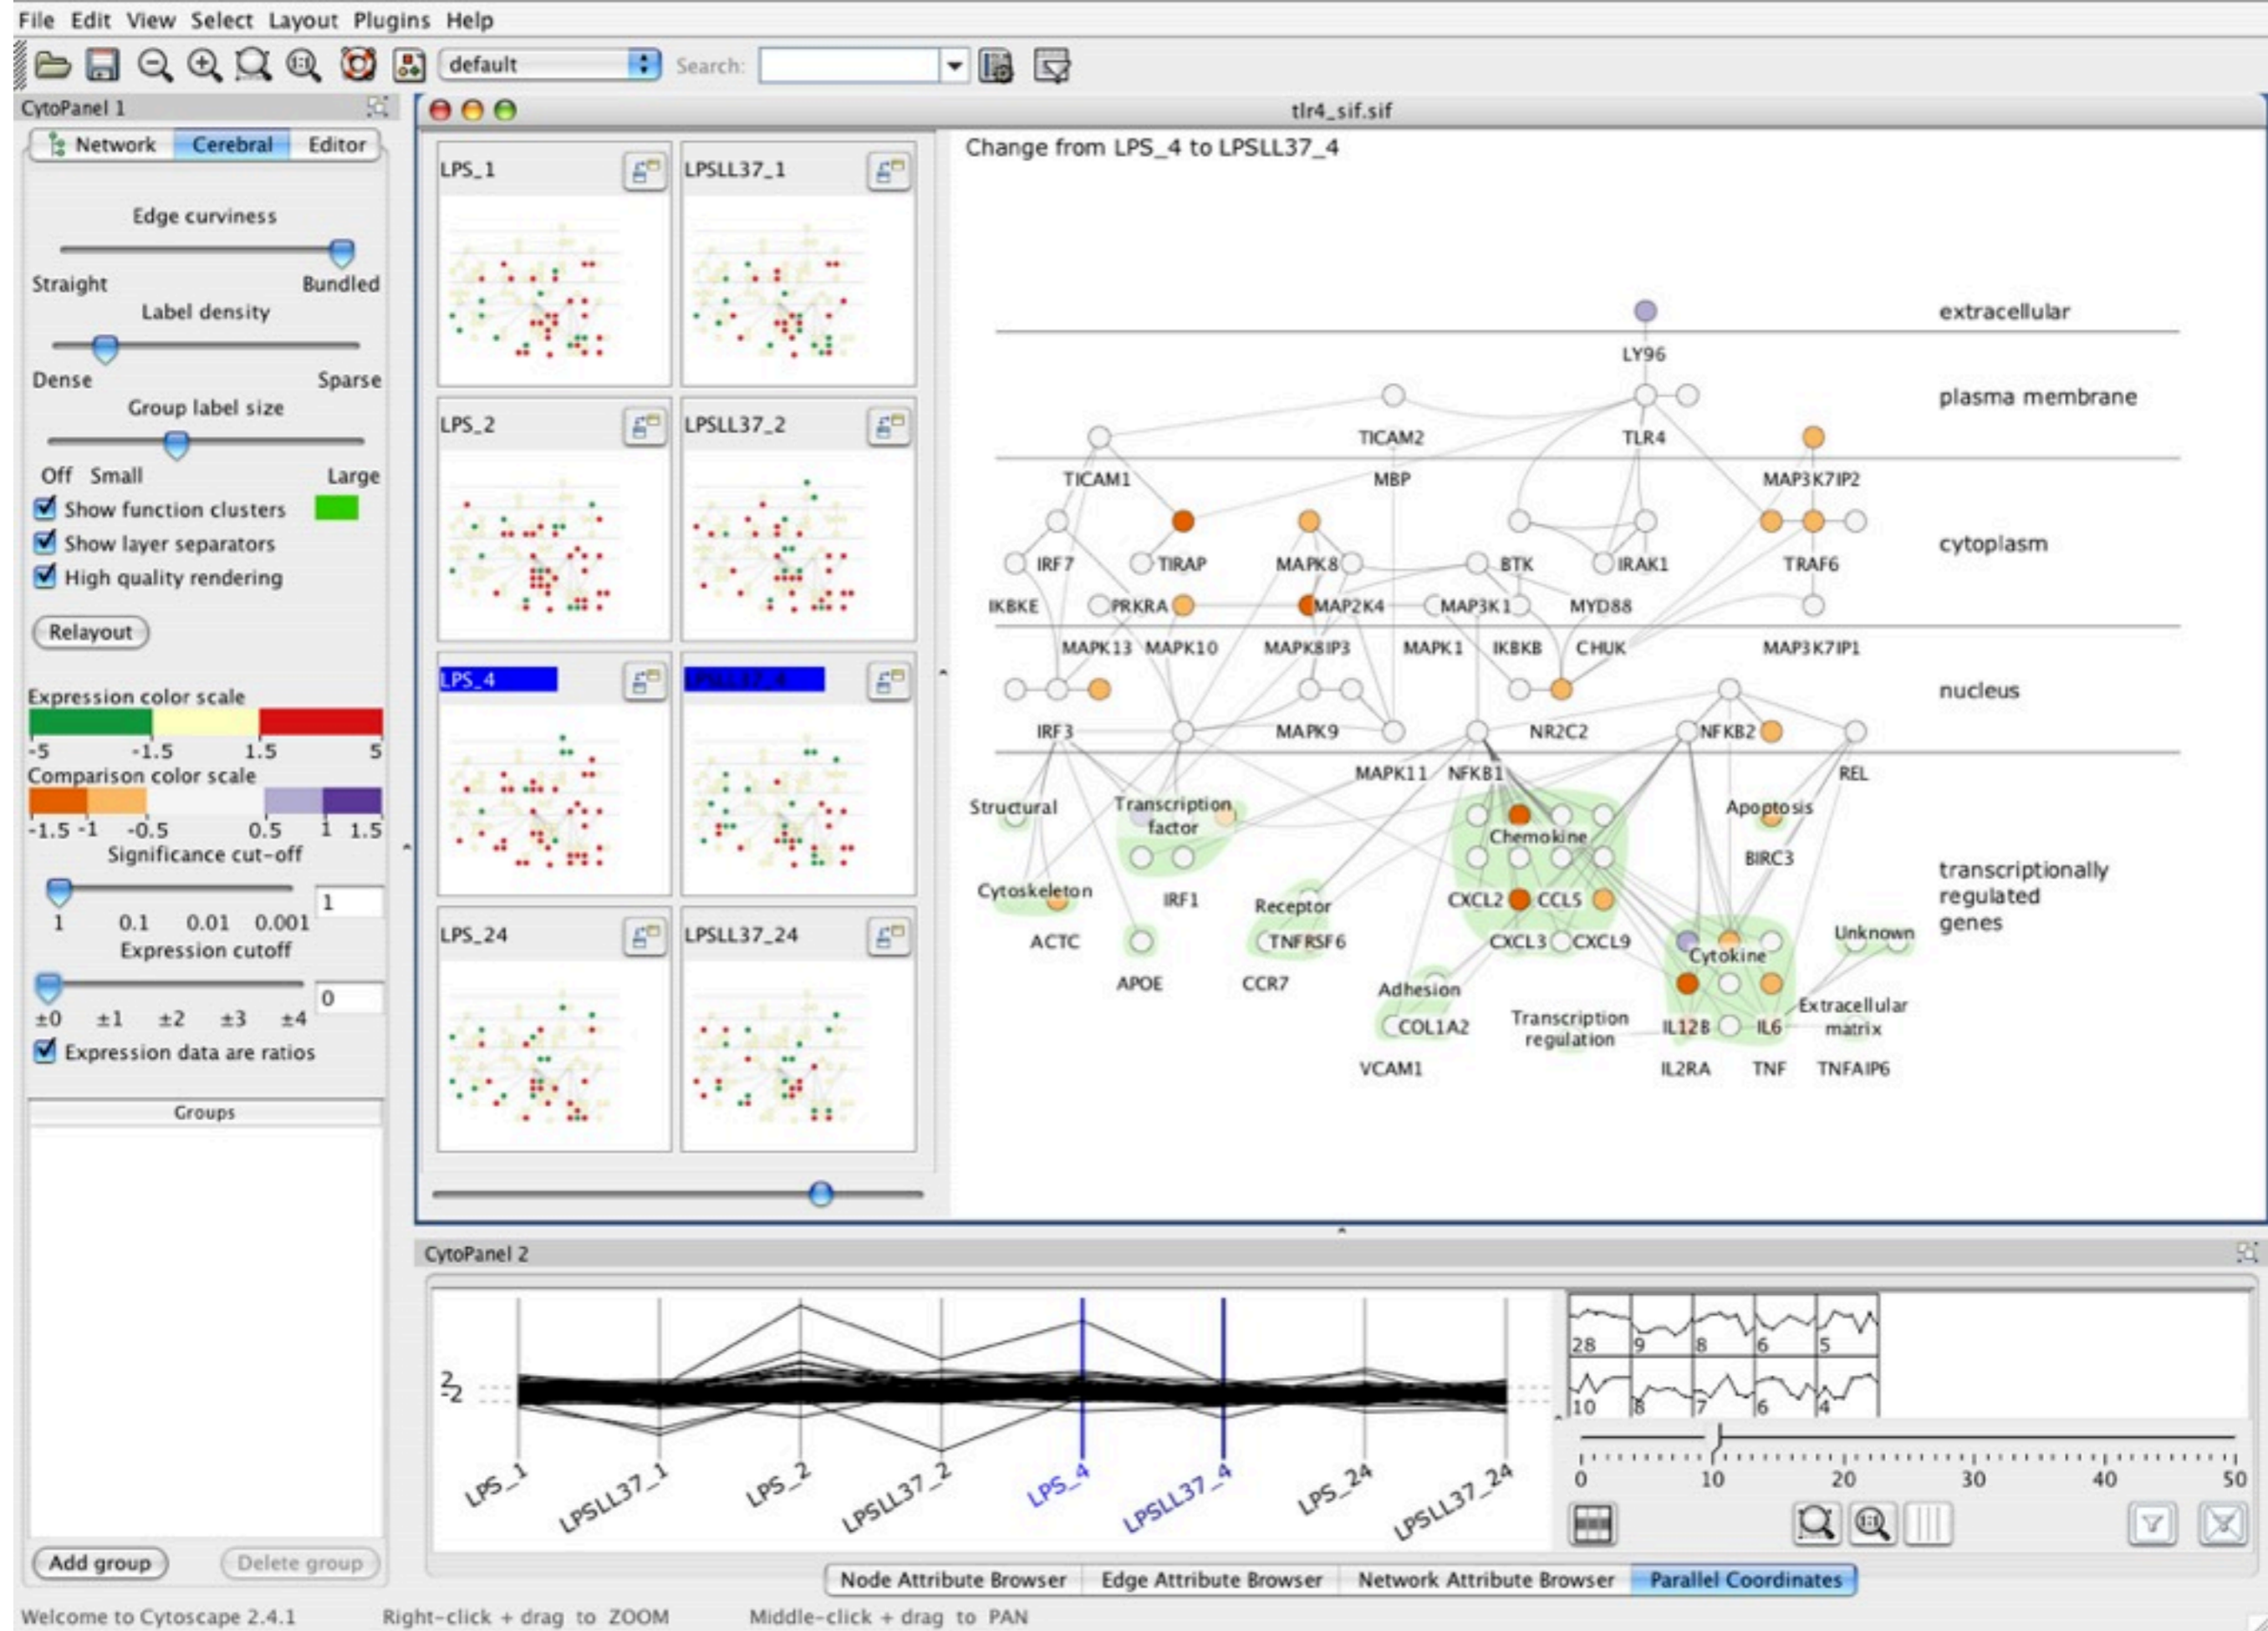 File Edit View Select Layout Plugins Help
default Search:
CytoPanel 1
Network Cerebral Editor
Edge curviness
Straight Bundled
Label density
Dense Sparse
Group label size
Off Small Large
Show function clusters
Show layer separators
High quality rendering
Relayout
Expression color scale
-5 -1.5 1.5 5
Comparison color scale
-1.5 -1 -0.5 0.5 1 1.5
Significance cut-off
1
1 0.1 0.01 0.001
Expression cutoff
0
±0 ±1 ±2 ±3 ±4
Expression data are ratios
Groups
Add group Delete group
tlr4_sif.sif
LPS_1 LPSLL37_1
LPS_2 LPSLL37_2
LPS_4 LPSLL37_4
LPS_24 LPSLL37_24
Change from LPS_4 to LPSLL37_4
extracellular
LY96
plasma membrane
TICAM2 TLR4
TICAM1 MBP MAP3K7IP2
cytoplasm
IRF7 TIRAP MAPK8 BTK IRAK1 TRAF6
IKBKE PRKRA MAP2K4 MAP3K1 MYD88
MAPK13 MAPK10 MAPK8IP3 MAPK1 IKBKB CHUK MAP3K7IP1
nucleus
IRF3 MAPK9 NR2C2 NFKB2
MAPK11 NFKB1 REL
Structural Transcription Apoptosis
factor Chemokine
BIRC3
transcriptionally
regulated
genes
Cytoskeleton IRF1 Receptor CXCL2 CCL5
ACTC TNFRSF6 CXCL3 CXCL9 Unknown
Cytokine
APOE CCR7 Adhesion
Extracellular
COL1A2 Transcription IL12B IL6 matrix
regulation
VCAM1 IL2RA TNF TNFAIP6
CytoPanel 2
2
-2
LPS_1 LPSLL37_1 LPS_2 LPSLL37_2 LPS_4 LPSLL37_4 LPS_24 LPSLL37_24
28 9 8 6 5
10 8 7 6 4
0 10 20 30 40 50
Node Attribute Browser Edge Attribute Browser Network Attribute Browser Parallel Coordinates
Welcome to Cytoscape 2.4.1 Right-click + drag to ZOOM Middle-click + drag to PAN